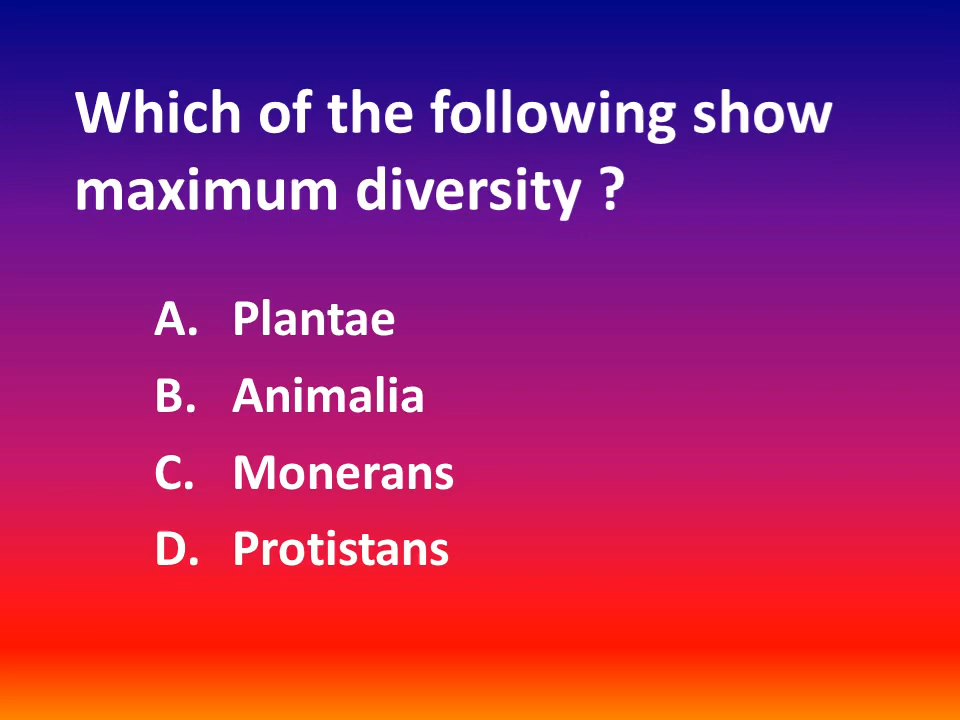 Which of the following show
maximum diversity ?
A. Plantae
B. Animalia
C. Monerans
D. Protistans